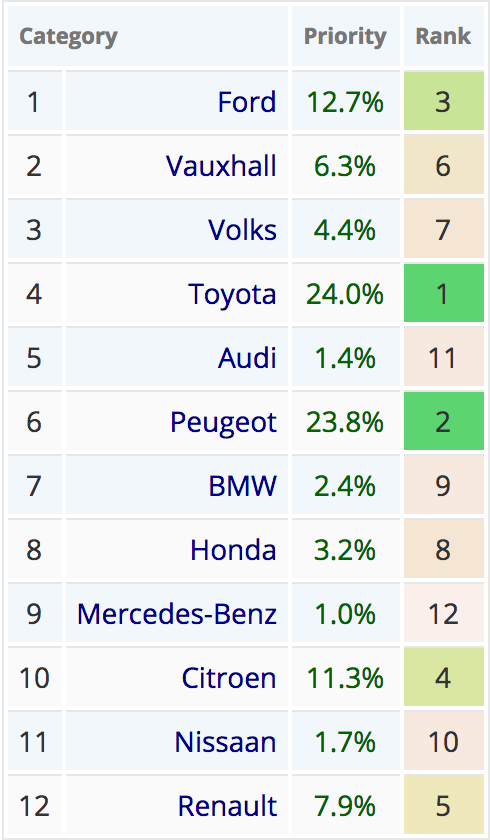 Category Priority Rank
1 Ford 12.7% 3
2 Vauxhall 6.3% 6
3 Volks 4.4% 7
4 Toyota 24.0% 1
5 Audi 1.4% 11
6 Peugeot 23.8% 2
7 BMW 2.4% 9
8 Honda 3.2% 8
9 Mercedes-Benz 1.0% 12
10 Citroen 11.3% 4
11 Nissaan 1.7% 10
12 Renault 7.9% 5